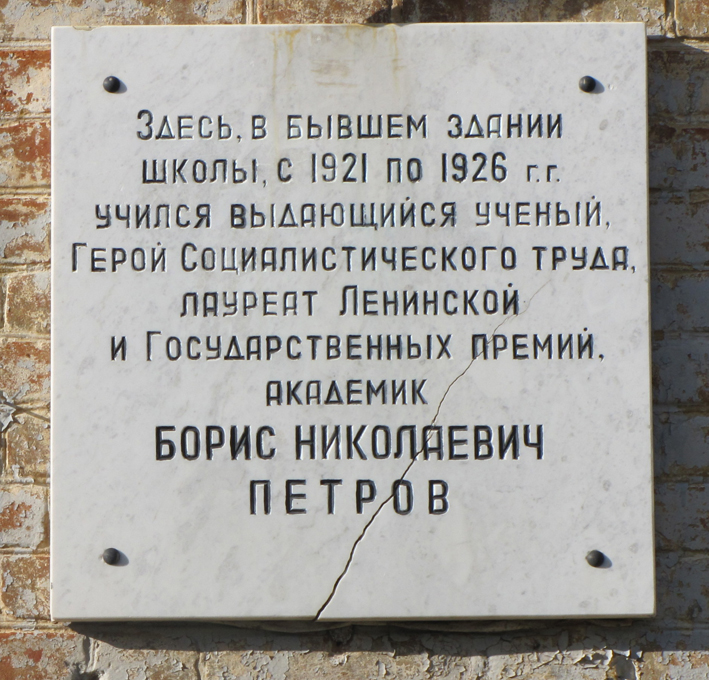 Здесь, в бывшем здании
школы, с 1921 по 1926 г.г.
учился выдающийся ученый,
Герой Социалистического труда,
лауреат Ленинской
и Государственных премий,
академик
БОРИС НИКОЛАЕВИЧ
ПЕТРОВ